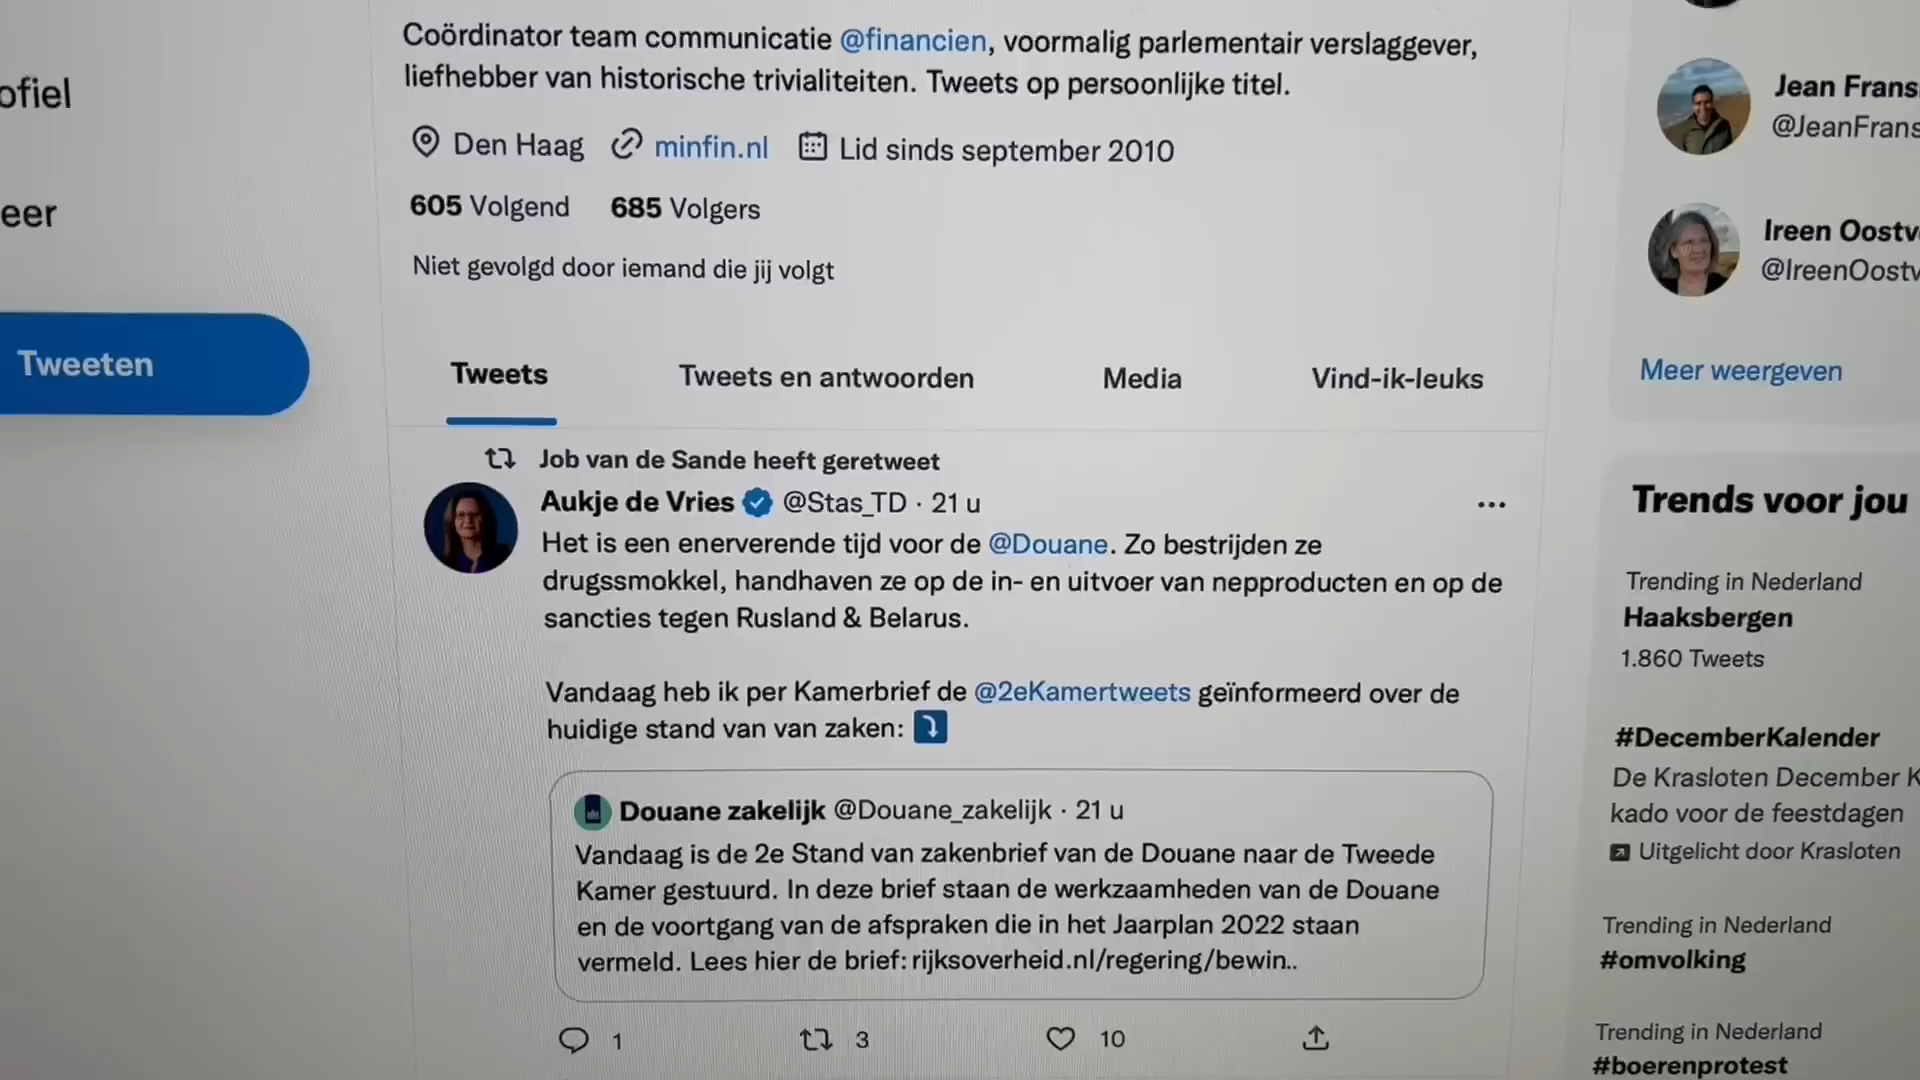 Coördinator team communicatie @financien, voormalig parlementair verslaggever,
liefhebber van historische trivialiteiten. Tweets op persoonlijke titel.
Den Haag minfin.nl Lid sinds september 2010
605 Volgend 685 Volgers
Niet gevolgd door iemand die jij volgt
ofiel
eer
Tweeten
Tweets Tweets en antwoorden Media Vind-ik-leuks
Job van de Sande heeft geretweet
Aukje de Vries @Stas_TD · 21 u ...
Het is een enerverende tijd voor de @Douane. Zo bestrijden ze
drugssmokkel, handhaven ze op de in- en uitvoer van nepproducten en op de
sancties tegen Rusland & Belarus.
Vandaag heb ik per Kamerbrief de @2eKamertweets geïnformeerd over de
huidige stand van van zaken:
Douane zakelijk @Douane_zakelijk · 21 u
Vandaag is de 2e Stand van zakenbrief van de Douane naar de Tweede
Kamer gestuurd. In deze brief staan de werkzaamheden van de Douane
en de voortgang van de afspraken die in het Jaarplan 2022 staan
vermeld. Lees hier de brief: rijksoverheid.nl/regering/bewin..
1 3 10
Jean Frans
@JeanFrans
Ireen Oostv
@IreenOostv
Meer weergeven
Trends voor jou
Trending in Nederland
Haaksbergen
1.860 Tweets
#DecemberKalender
De Krasloten December K
kado voor de feestdagen
Uitgelicht door Krasloten
Trending in Nederland
#omvolking
Trending in Nederland
#boerenprotest